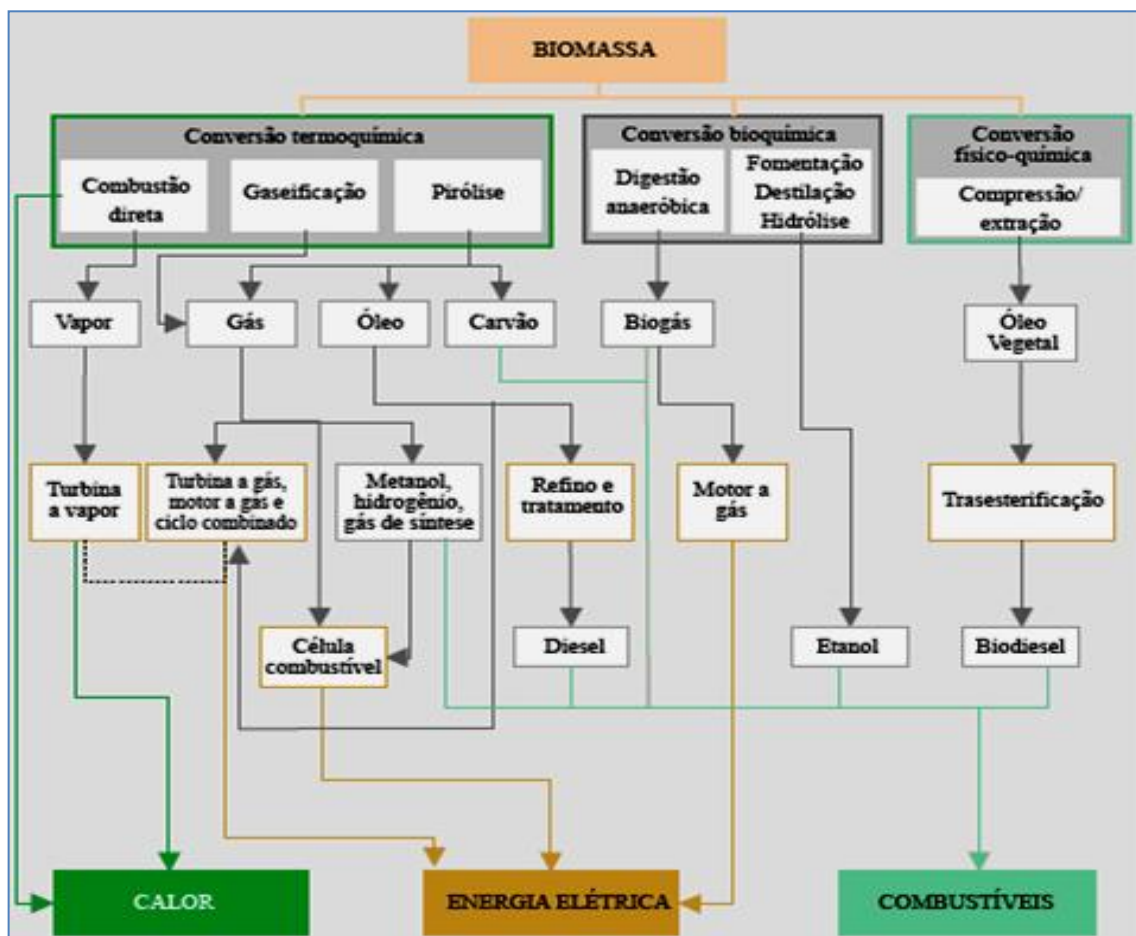 BIOMASSA
Conversão termoquímica
Combustão
direta
Gaseificação
Pirólise
Conversão bioquímica
Digestão
anaeróbica
Fomentação
Destilação
Hidrólise
Conversão
físico-química
Compressão/
extração
Vapor
Gás
Óleo
Carvão
Biogás
Óleo
Vegetal
Turbina
a vapor
Turbina a gás,
motor a gás e
ciclo combinado
Metanol,
hidrogênio,
gás de síntese
Refino e
tratamento
Motor a
gás
Trasesterificação
Célula
combustível
Diesel
Etanol
Biodiesel
CALOR
ENERGIA ELÉTRICA
COMBUSTÍVEIS